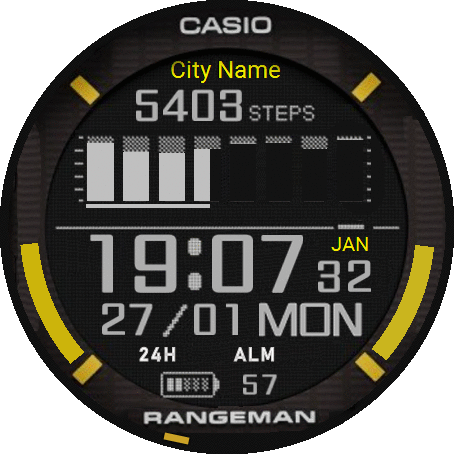 CASIO
City Name
5403 STEPS
JAN
19:07 32
27/01 MON
24H ALM
57
RANGEMAN